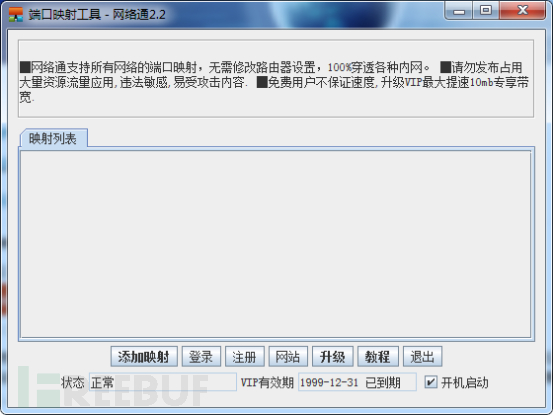 端口映射工具 - 网络通2.2
■网络通支持所有网络的端口映射，无需修改路由器设置，100%穿透各种内网。 ■请勿发布占用
大量资源流量应用,违法敏感,易受攻击内容. ■免费用户不保证速度,升级VIP最大提速10mb专享带
宽.
映射列表
添加映射 登录 注册 网站 升级 教程 退出
状态 正常 VIP有效期 1999-12-31 已到期 开机启动
FREEBUF